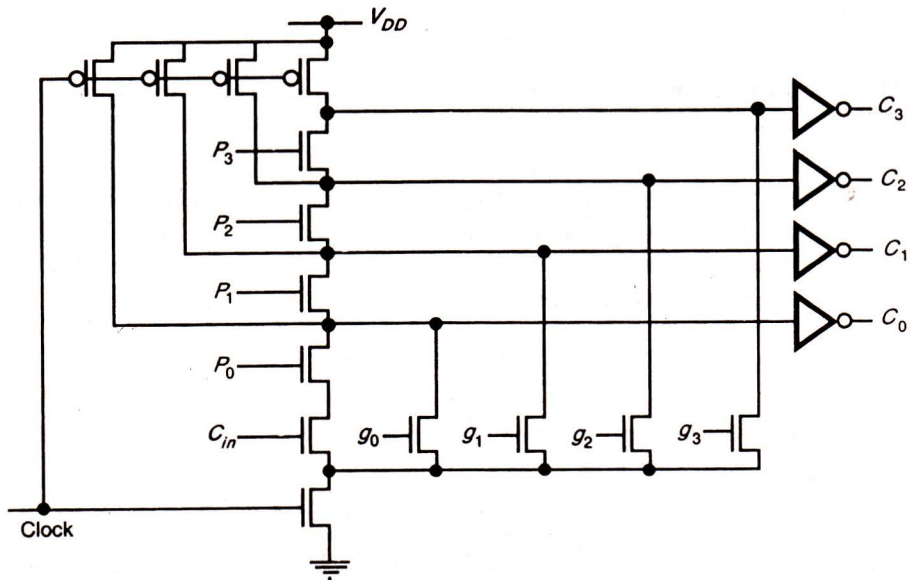 V_DD
P_3
C_3
C_2
P_2
C_1
P_1
C_0
P_0
C_in
g_0
g_1
g_2
g_3
Clock